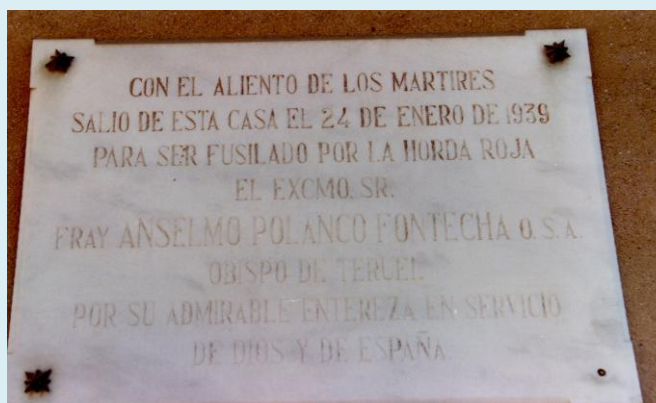 CON EL ALIENTO DE LOS MARTIRES
SALIO DE ESTA CASA EL 24 DE ENERO DE 1939
PARA SER FUSILADO POR LA HORDA ROJA
EL EXCMO. SR.
FRAY ANSELMO POLANCO FONTECHA O. S. A.
OBISPO DE TERUEL
POR SU ADMIRABLE ENTEREZA EN SERVICIO
DE DIOS Y DE ESPAÑA.